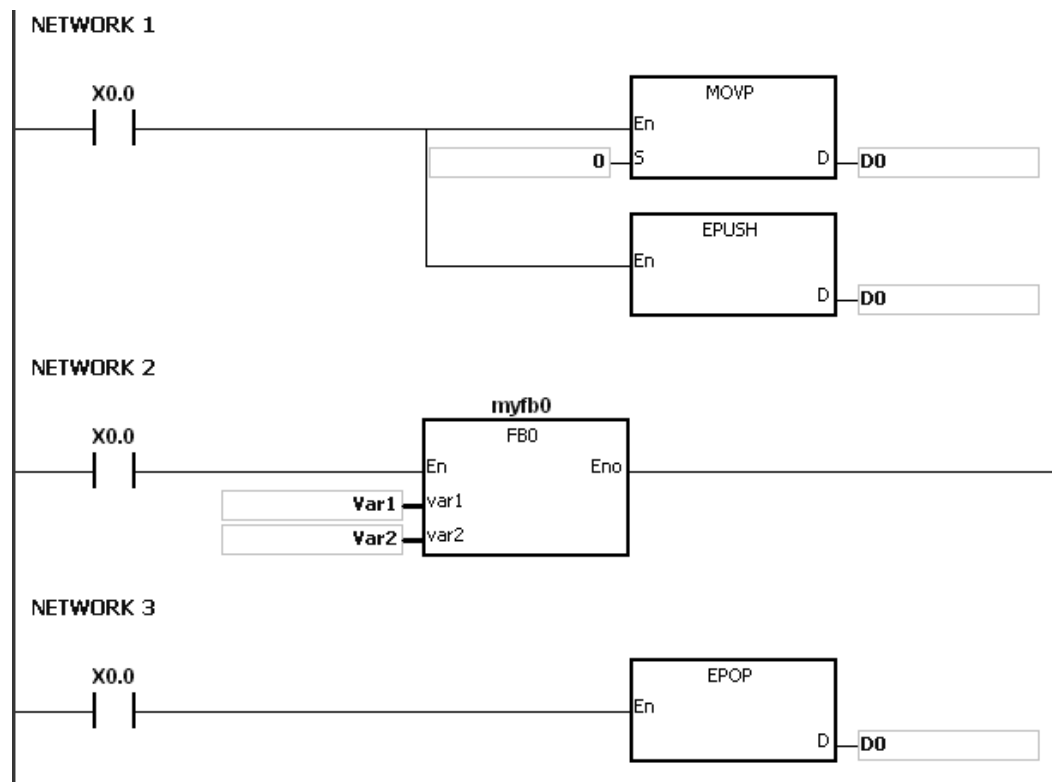 NETWORK 1
X0.0
MOVP
En
0 S D D0
EPUSH
En
D D0
NETWORK 2
myfb0
X0.0
FB0
En Eno
Var1 var1
Var2 var2
NETWORK 3
X0.0
EPOP
En
D D0